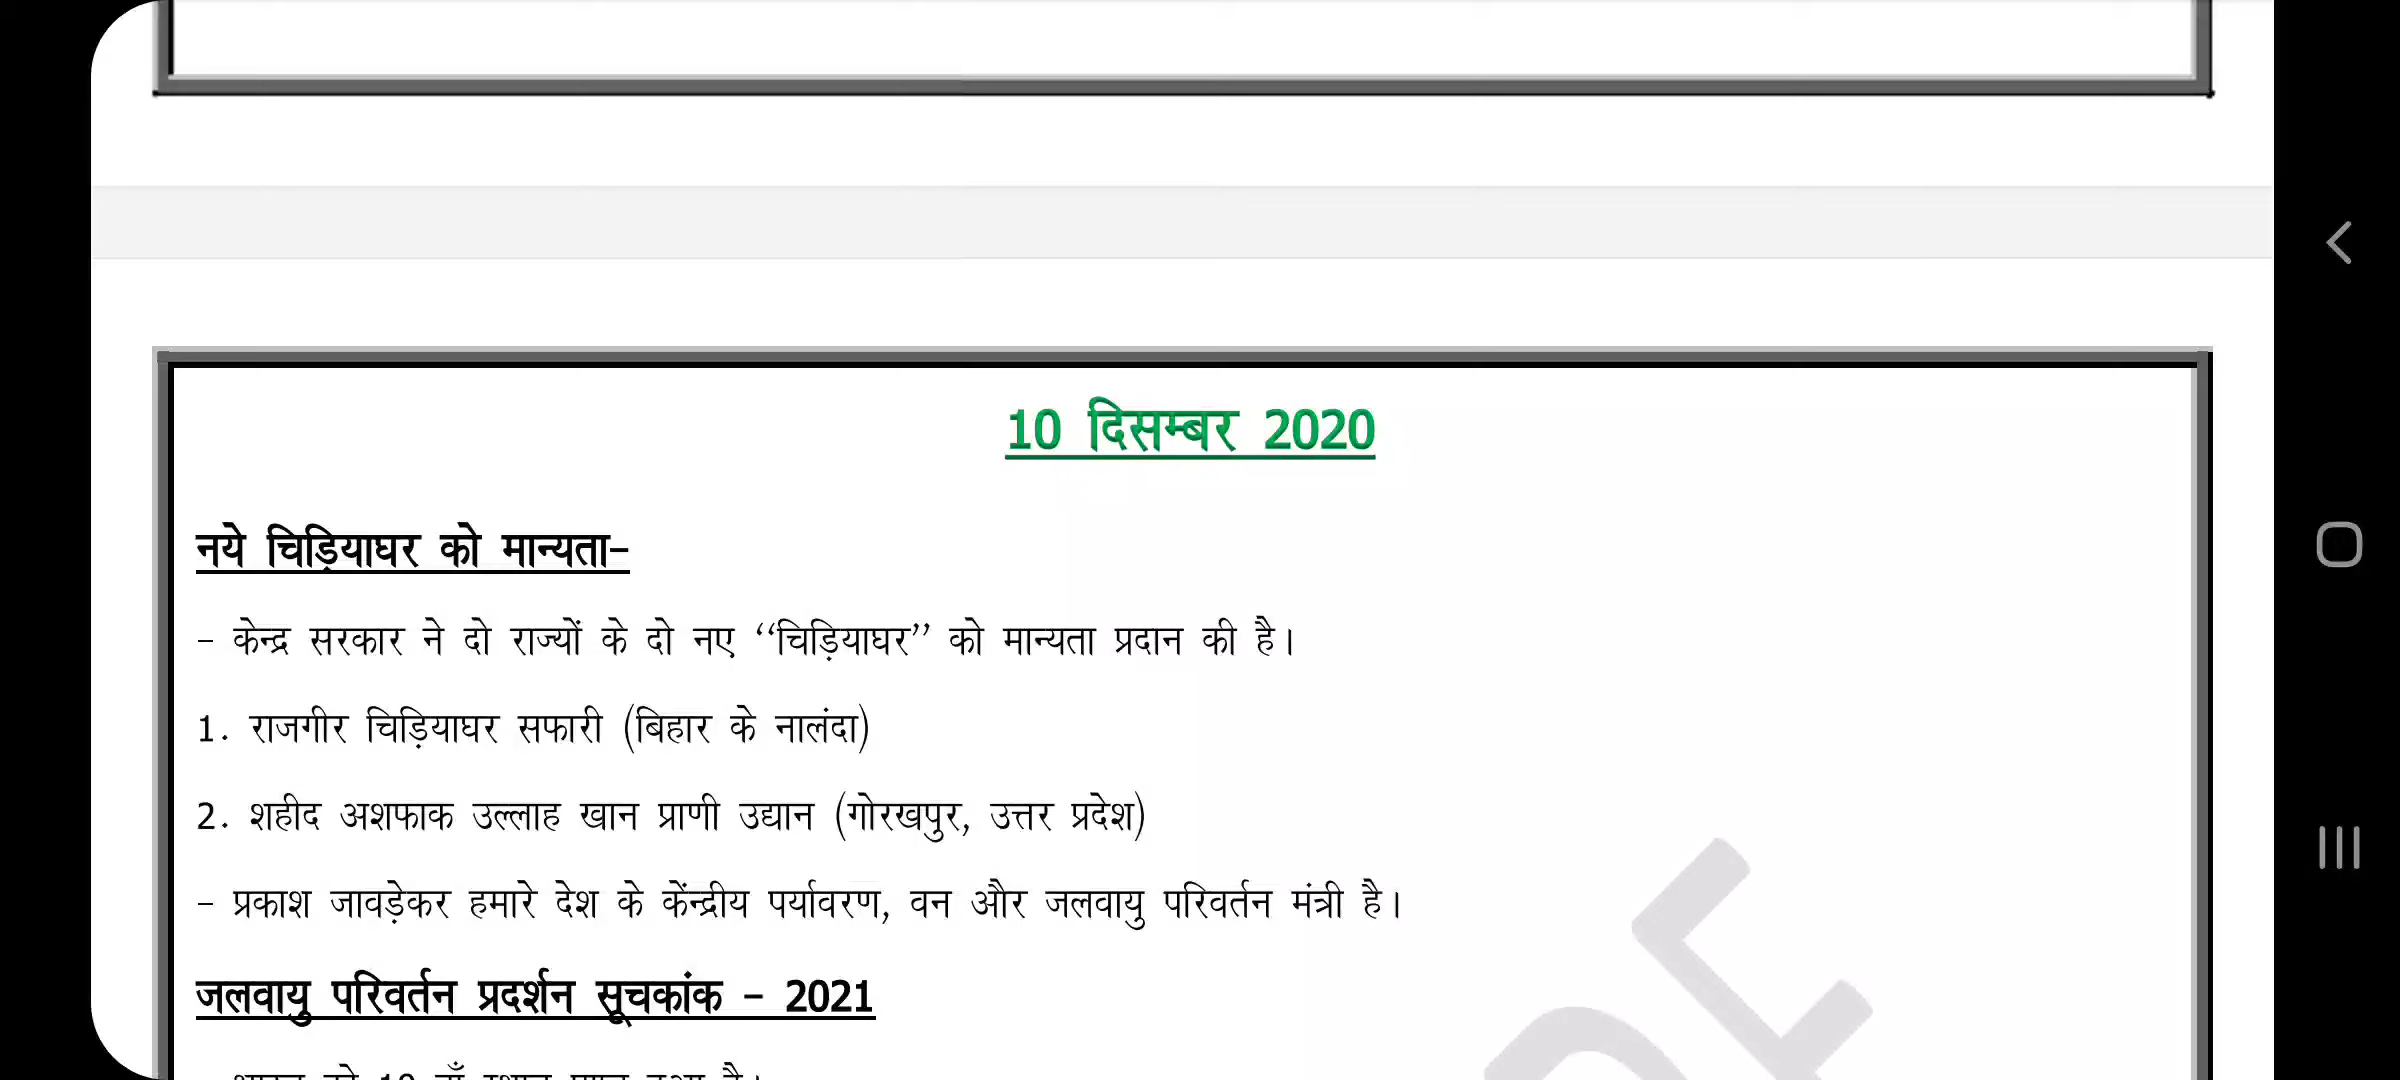 10 दिसम्बर 2020
नये चिड़ियाघर को मान्यता-
- केन्द्र सरकार ने दो राज्यों के दो नए “चिड़ियाघर” को मान्यता प्रदान की है।
1. राजगीर चिड़ियाघर सफारी (बिहार के नालंदा)
2. शहीद अशफाक उल्लाह खान प्राणी उद्यान (गोरखपुर, उत्तर प्रदेश)
- प्रकाश जावड़ेकर हमारे देश के केंन्द्रीय पर्यावरण, वन और जलवायु परिवर्तन मंत्री है।
जलवायु परिवर्तन प्रदर्शन सूचकांक - 2021